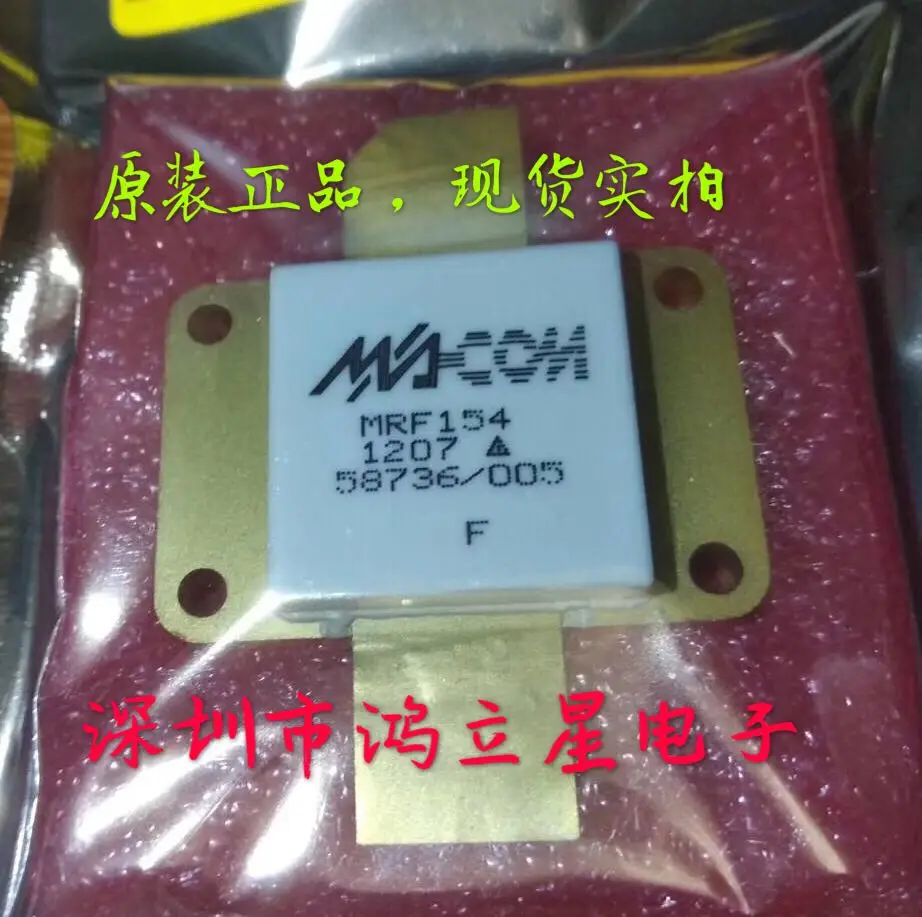 原装正品，现货实拍
M/A-COM
MRF154
1207
58736/005
F
深圳市鸿立星电子